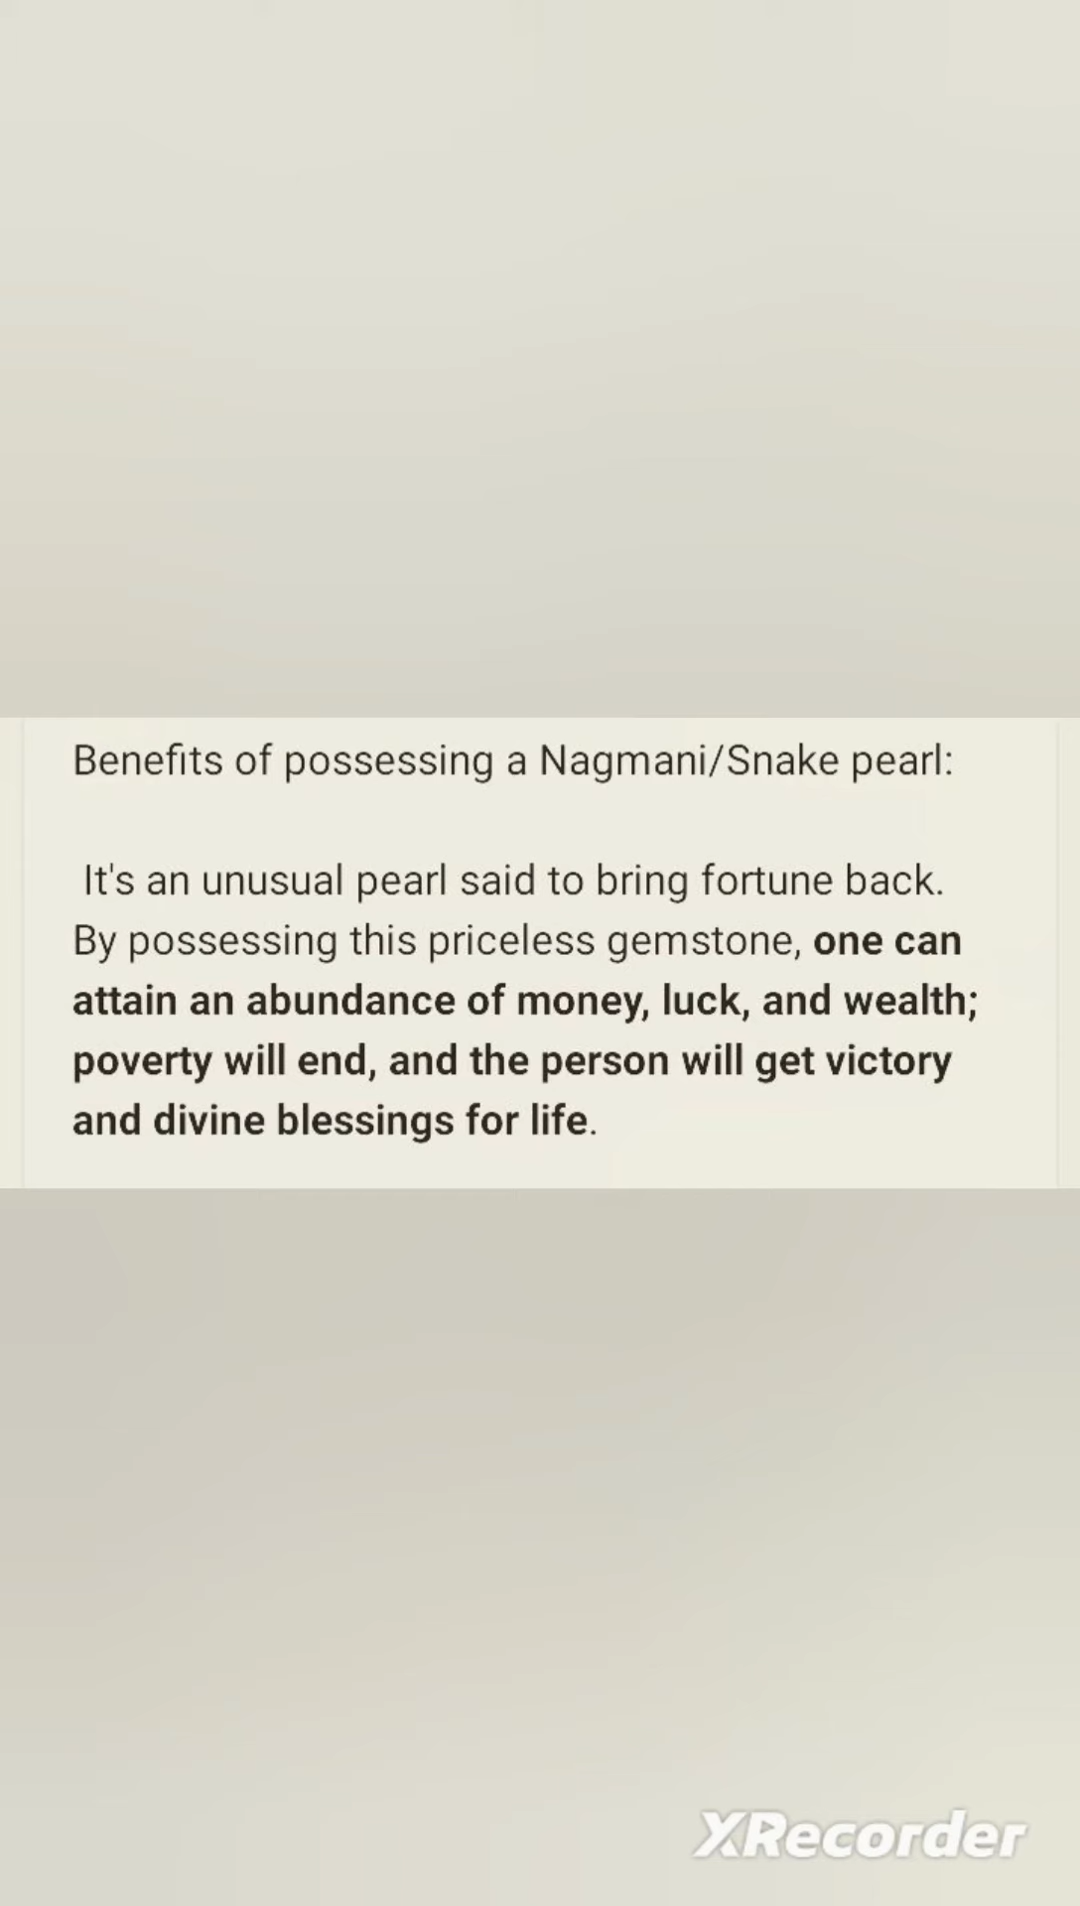 Benefits of possessing a Nagmani/Snake pearl:
It's an unusual pearl said to bring fortune back.
By possessing this priceless gemstone, one can
attain an abundance of money, luck, and wealth;
poverty will end, and the person will get victory
and divine blessings for life.
XRecorder